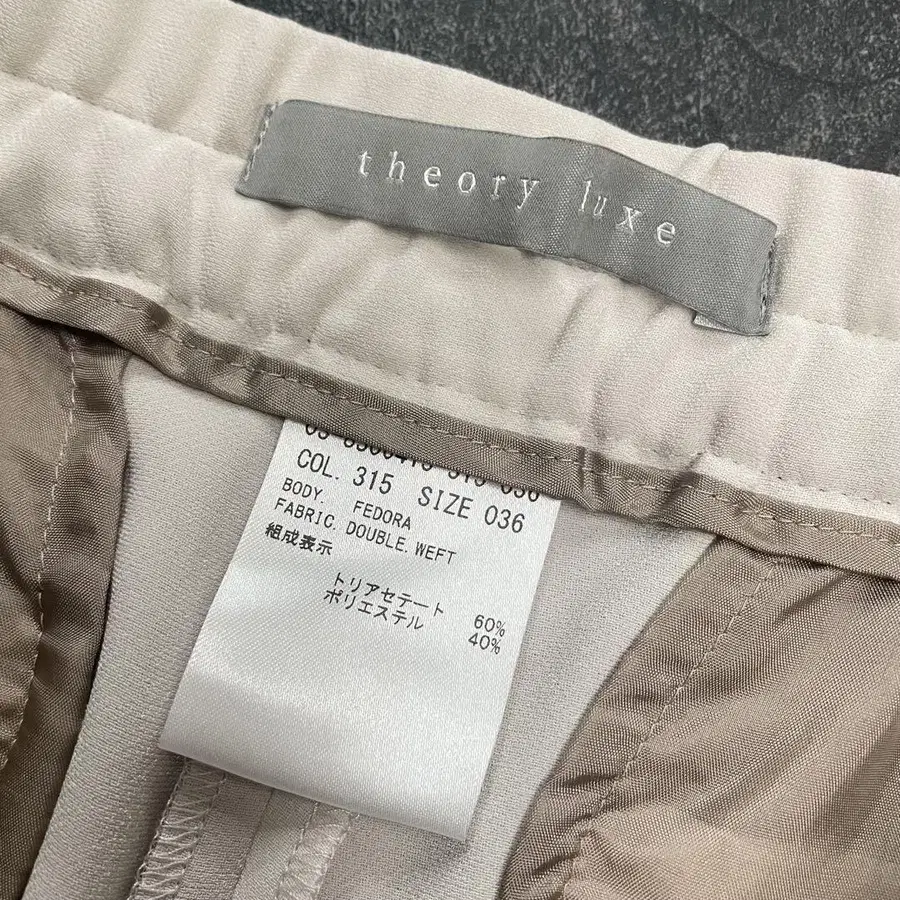 theory luxe
COL. 315 SIZE 036
BODY. FEDORA
FABRIC. DOUBLE. WEFT
組成表示
トリアセテート 60%
ポリエステル 40%